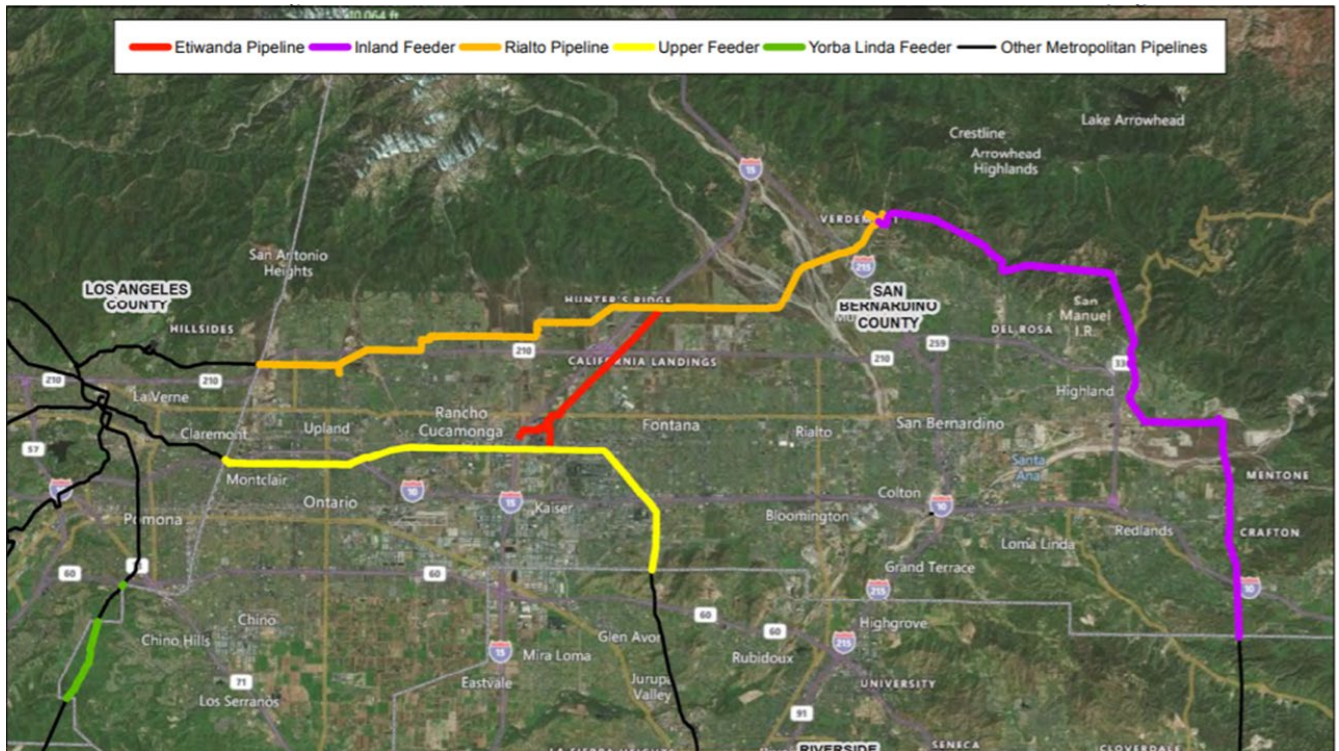 10,064 ft
Etiwanda Pipeline Inland Feeder Rialto Pipeline Upper Feeder Yorba Linda Feeder Other Metropolitan Pipelines
Lake Arrowhead
Crestline
Arrowhead
Highlands
15
San Antonio
Heights
215
LOS ANGELES
COUNTY
HUNTER'S RIDGE
SAN
BERNARDINO
COUNTY
San
Manuel
I.R.
HILLSIDES
DEL ROSA
259
210
CALIFORNIA LANDINGS
210
210
210
La Verne
Highland
Rancho
Cucamonga
Upland
Fontana
Rialto
San Bernardino
Claremont
57
Santa
Ana
Montclair
MENTONE
10
Ontario
15
Kaiser
Colton
10
Bloomington
Pomona
Redlands
CRAFTON
Loma Linda
Grand Terrace
60
60
215
10
60
60
Chino
Highgrove
Chino Hills
Glen Avon
215
15
Mira Loma
Rubidoux
71
Eastvale
Jurupa
Valley
UNIVERSITY
Los Serranos
91
RIVERSIDE
SENECA
CLOVERDALE